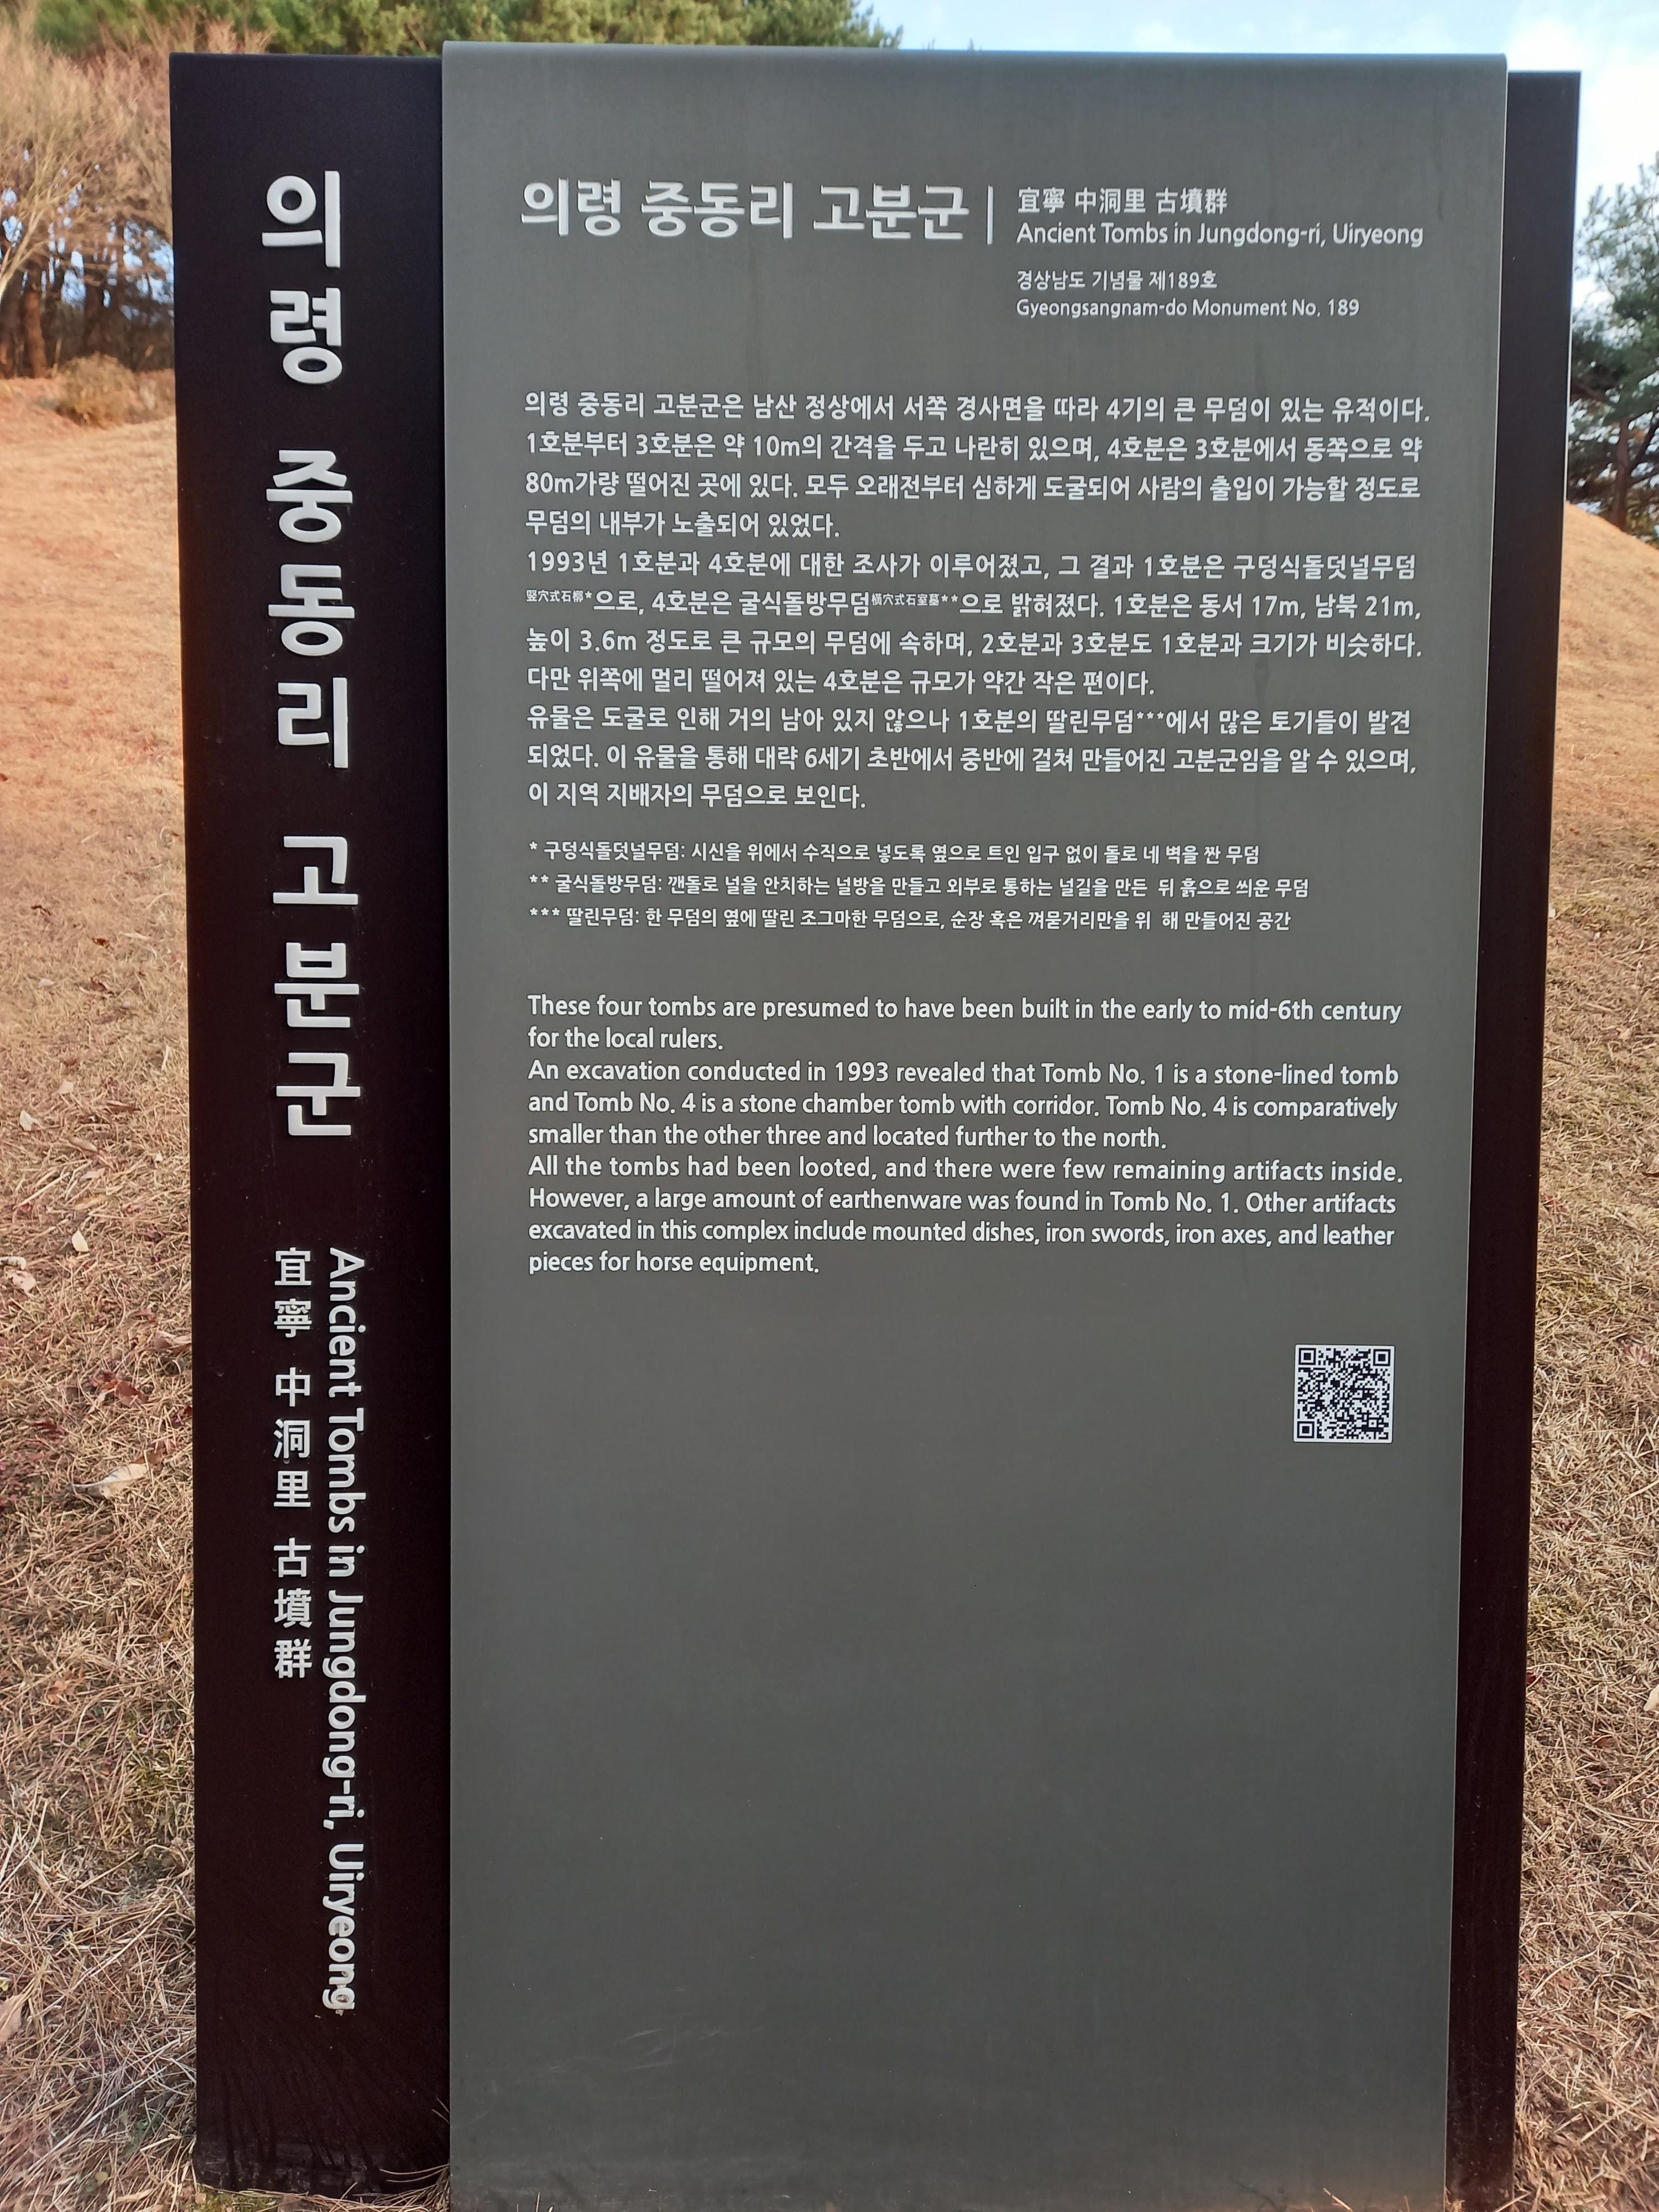 의령 중동리 고분군
宜寧 中洞里 古墳群
Ancient Tombs in Jungdong-ri, Uiryeong
의령 중동리 고분군
宜寧 中洞里 古墳群
Ancient Tombs in Jungdong-ri, Uiryeong
경상남도 기념물 제189호
Gyeongsangnam-do Monument No. 189
의령 중동리 고분군은 남산 정상에서 서쪽 경사면을 따라 4기의 큰 무덤이 있는 유적이다.
1호분부터 3호분은 약 10m의 간격을 두고 나란히 있으며, 4호분은 3호분에서 동쪽으로 약
80m가량 떨어진 곳에 있다. 모두 오래전부터 심하게 도굴되어 사람의 출입이 가능할 정도로
무덤의 내부가 노출되어 있었다.
1993년 1호분과 4호분에 대한 조사가 이루어졌고, 그 결과 1호분은 구덩식돌덧널무덤
竪穴式石槨*으로, 4호분은 굴식돌방무덤橫穴式石室墓**으로 밝혀졌다. 1호분은 동서 17m, 남북 21m,
높이 3.6m 정도로 큰 규모의 무덤에 속하며, 2호분과 3호분도 1호분과 크기가 비슷하다.
다만 위쪽에 멀리 떨어져 있는 4호분은 규모가 약간 작은 편이다.
유물은 도굴로 인해 거의 남아 있지 않으나 1호분의 딸린무덤***에서 많은 토기들이 발견
되었다. 이 유물을 통해 대략 6세기 초반에서 중반에 걸쳐 만들어진 고분군임을 알 수 있으며,
이 지역 지배자의 무덤으로 보인다.
* 구덩식돌덧널무덤: 시신을 위에서 수직으로 넣도록 옆으로 트인 입구 없이 돌로 네 벽을 짠 무덤
** 굴식돌방무덤: 깬돌로 널을 안치하는 널방을 만들고 외부로 통하는 널길을 만든 뒤 흙으로 씌운 무덤
*** 딸린무덤: 한 무덤의 옆에 딸린 조그마한 무덤으로, 순장 혹은 껴묻거리만을 위 해 만들어진 공간
These four tombs are presumed to have been built in the early to mid-6th century
for the local rulers.
An excavation conducted in 1993 revealed that Tomb No. 1 is a stone-lined tomb
and Tomb No. 4 is a stone chamber tomb with corridor. Tomb No. 4 is comparatively
smaller than the other three and located further to the north.
All the tombs had been looted, and there were few remaining artifacts inside.
However, a large amount of earthenware was found in Tomb No. 1. Other artifacts
excavated in this complex include mounted dishes, iron swords, iron axes, and leather
pieces for horse equipment.